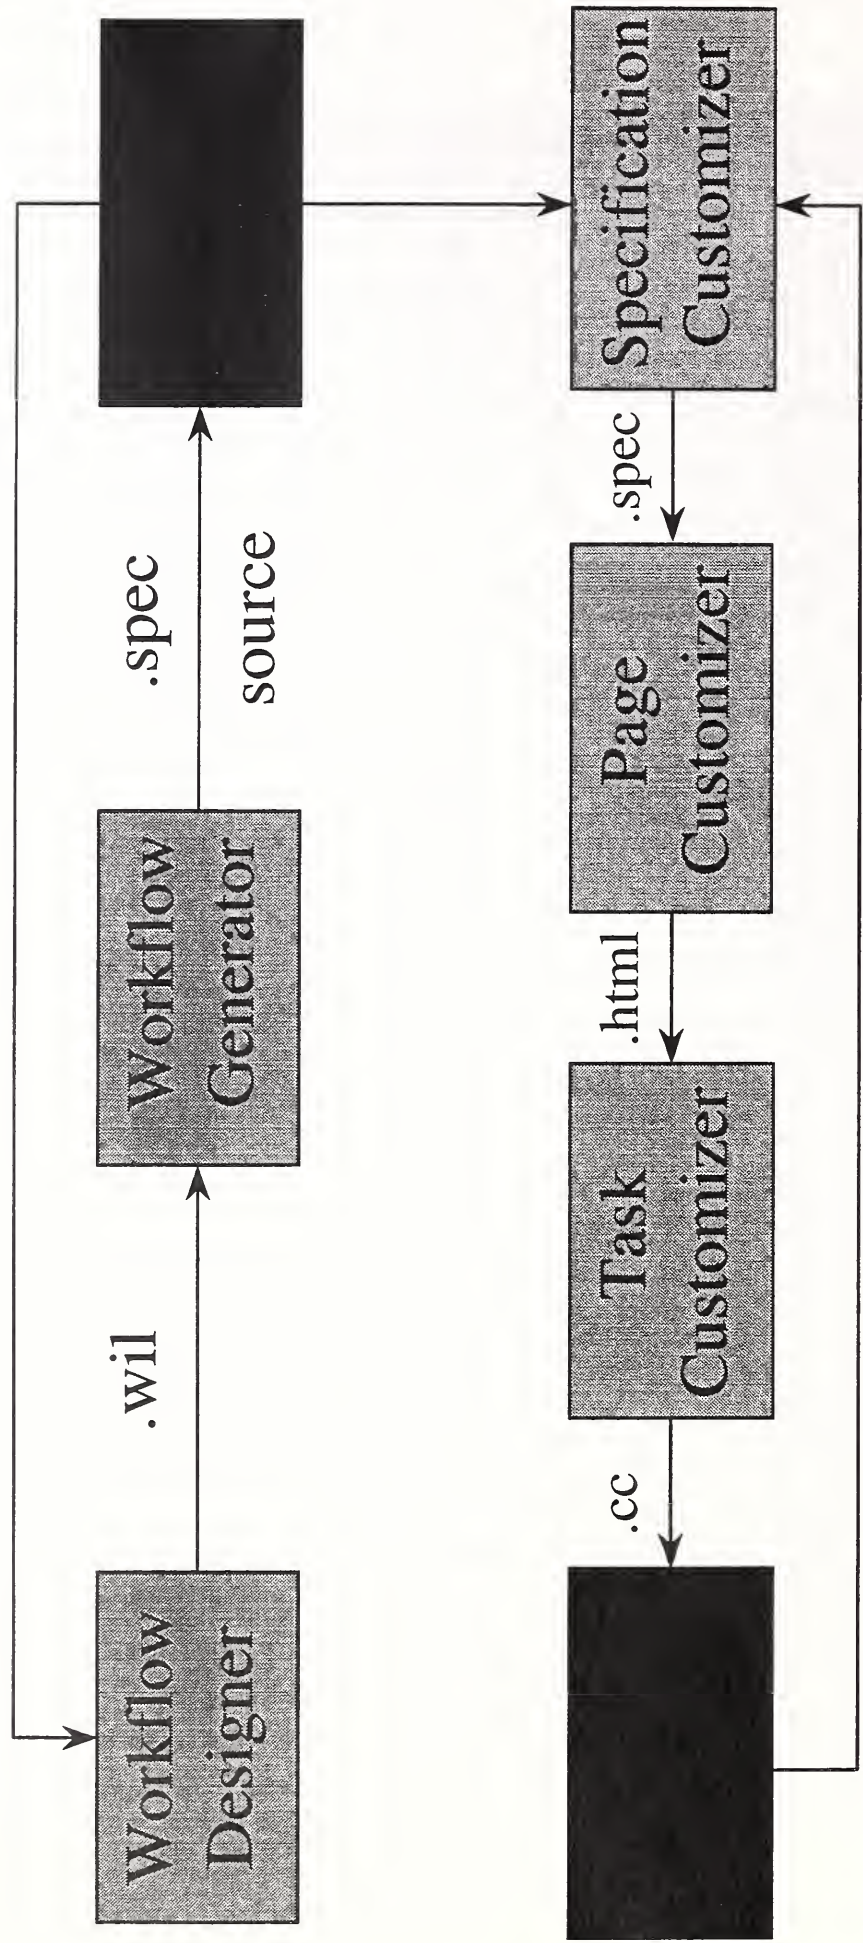 Workflow
Designer
.wil
Workflow
Generator
.spec
source
.cc
Task
Customizer
.html
Page
Customizer
.spec
Specification
Customizer